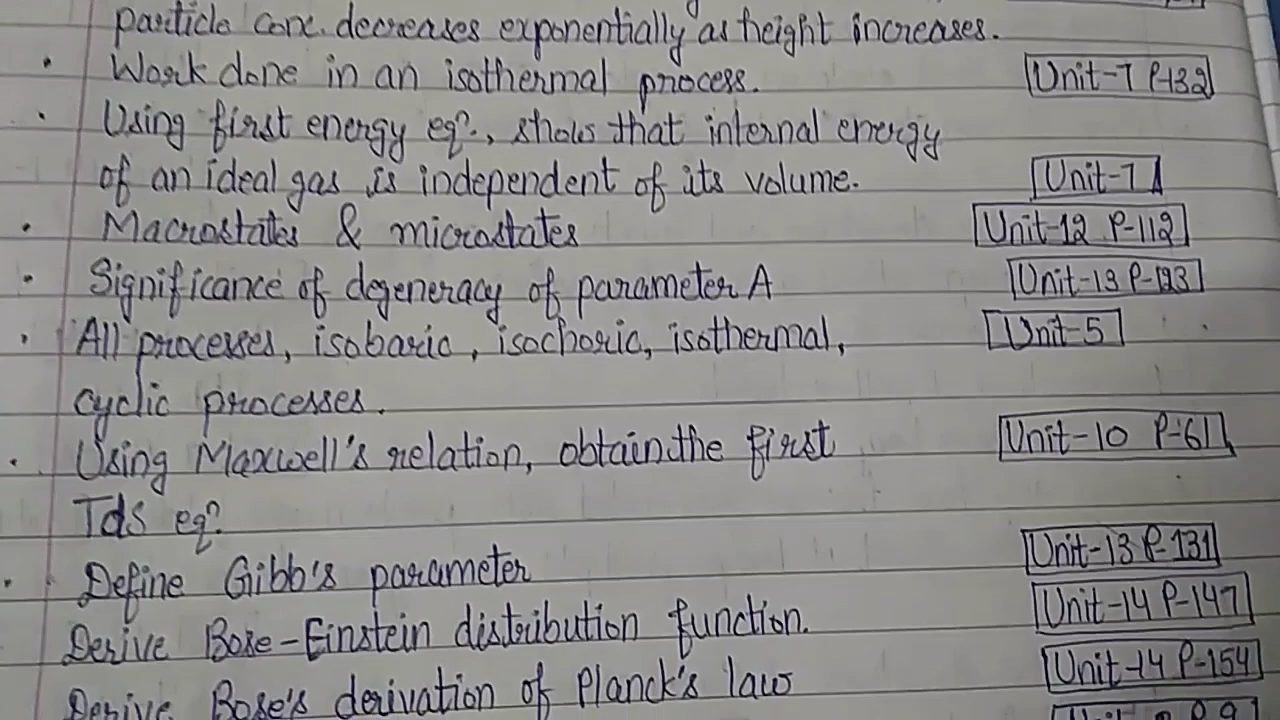 particle conc. decreases exponentially as height increases.
• Work done in an isothermal process. Unit-7 P-132
• Using first energy eqn., shows that internal energy
of an ideal gas is independent of its volume. Unit-7
• Macrostates & microstates Unit-12 P-112
• Significance of degeneracy of parameter A Unit-13 P-123
• All processes, isobaric, isochoric, isothermal, Unit-5
cyclic processes.
• Using Maxwell's relation, obtain the first Unit-10 P-61
TdS eqn
• Define Gibb's parameter Unit-13 P-131
Derive Bose-Einstein distribution function. Unit-14 P-147
Derive Bose's derivation of Planck's law Unit-14 P-154